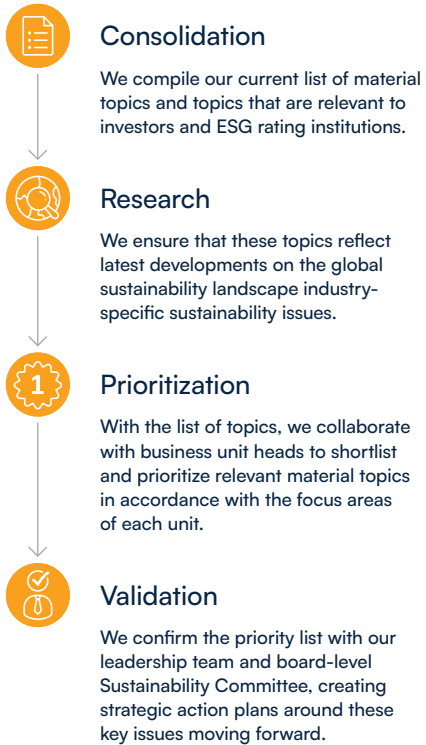 Consolidation
We compile our current list of material
topics and topics that are relevant to
investors and ESG rating institutions.
Research
We ensure that these topics reflect
latest developments on the global
sustainability landscape industry-
specific sustainability issues.
1
Prioritization
With the list of topics, we collaborate
with business unit heads to shortlist
and prioritize relevant material topics
in accordance with the focus areas
of each unit.
Validation
We confirm the priority list with our
leadership team and board-level
Sustainability Committee, creating
strategic action plans around these
key issues moving forward.